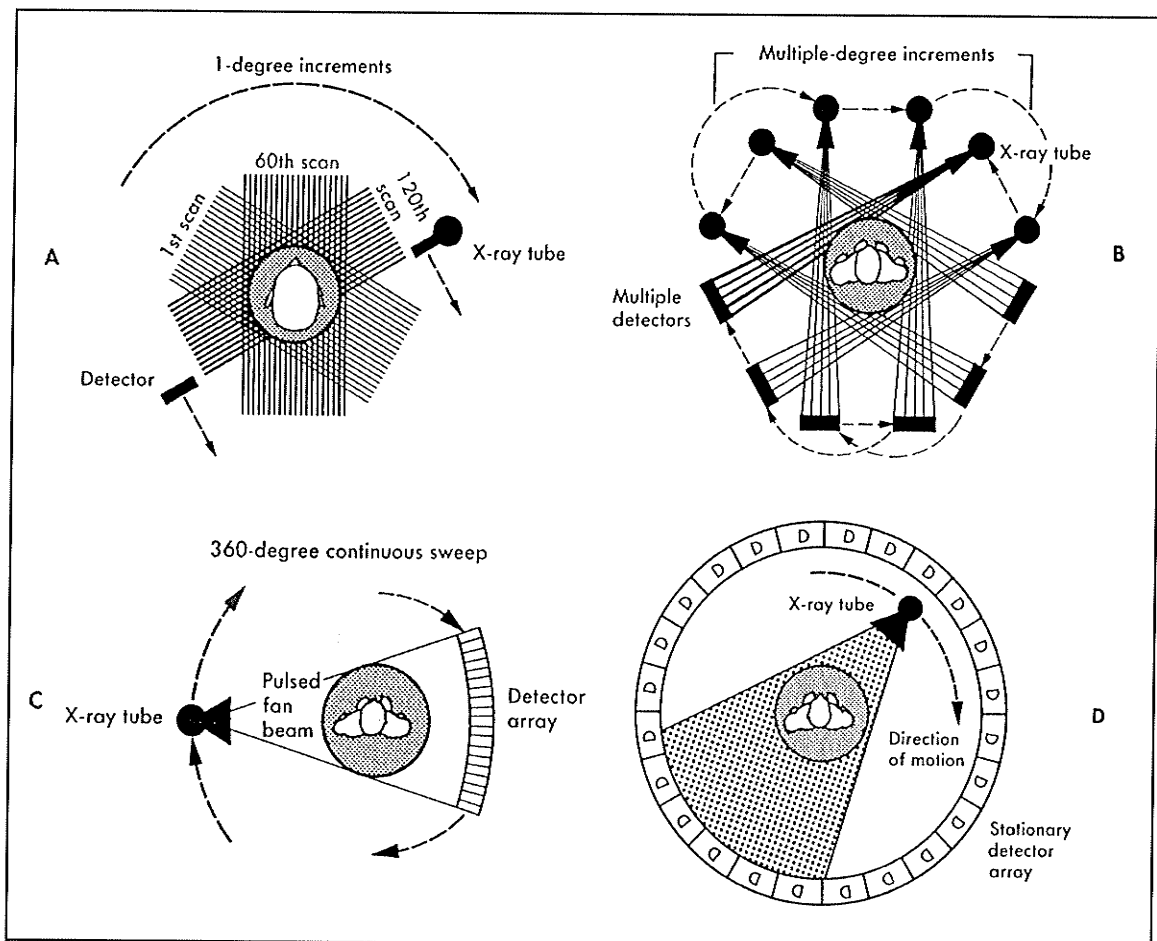 1-degree increments
60th scan
1st scan
120th
scan
X-ray tube
A
Detector
Multiple-degree increments
X-ray tube
B
Multiple
detectors
360-degree continuous sweep
C
X-ray tube
Pulsed
fan
beam
Detector
array
D D D D D D D D D D D D D D D D D D D D D D D D
X-ray tube
D
Direction
of motion
Stationary
detector
array